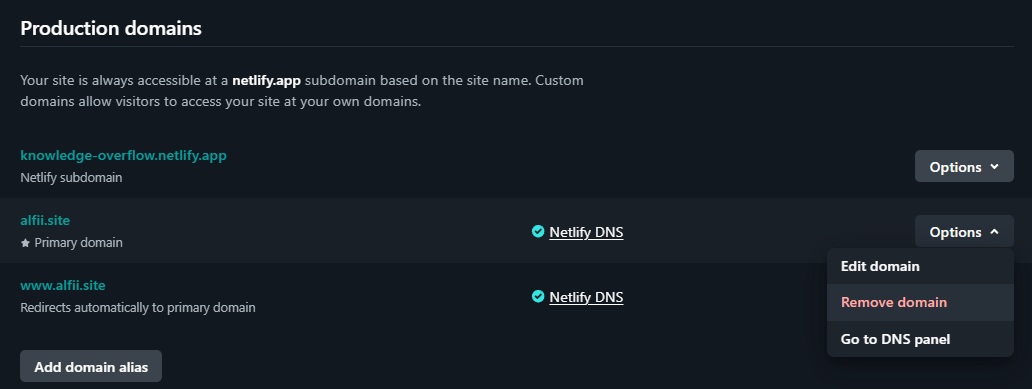 Production domains
Your site is always accessible at a netlify.app subdomain based on the site name. Custom
domains allow visitors to access your site at your own domains.
knowledge-overflow.netlify.app
Options
Netlify subdomain
alfii.site
Netlify DNS
Options
Primary domain
Edit domain
www.alfii.site
Netlify DNS
Remove domain
Redirects automatically to primary domain
Go to DNS panel
Add domain alias